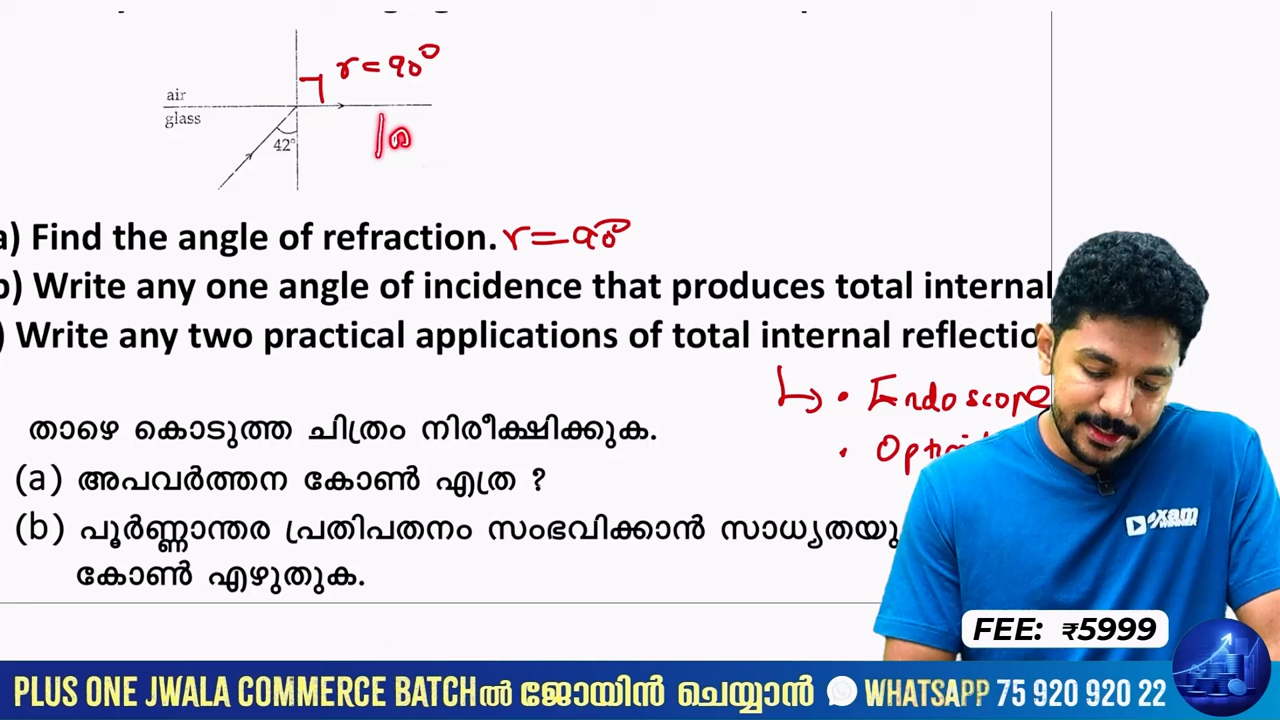 r = 90°
air
glass
42°
a) Find the angle of refraction. r = 90°
b) Write any one angle of incidence that produces total internal
) Write any two practical applications of total internal reflectio
• Endoscope
•
താഴെ കൊടുത്ത ചിത്രം നിരീക്ഷിക്കുക.
(a) അപവർത്തന കോൺ എത്ര ?
(b) പൂർണ്ണാന്തര പ്രതിപതനം സംഭവിക്കാൻ
കോൺ എഴുതുക.
exam
WINNER
FEE: ₹5999
PLUS ONE JWALA COMMERCE BATCHൽ ജോയിൻ ചെയ്യാൻ WHATSAPP 75 920 920 22